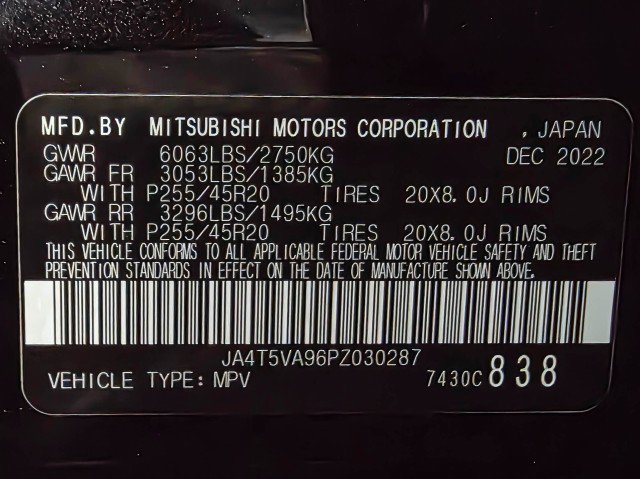 MFD.BY MITSUBISHI MOTORS CORPORATION , JAPAN
GVWR 6063LBS/2750KG DEC 2022
GAWR FR 3053LBS/1385KG
WITH P255/45R20 TIRES 20X8.0J RIMS
GAWR RR 3296LBS/1495KG
WITH P255/45R20 TIRES 20X8.0J RIMS
THIS VEHICLE CONFORMS TO ALL APPLICABLE FEDERAL MOTOR VEHICLE SAFETY AND THEFT
PREVENTION STANDARDS IN EFFECT ON THE DATE OF MANUFACTURE SHOWN ABOVE.
JA4T5VA96PZ030287
VEHICLE TYPE: MPV 7430C 838